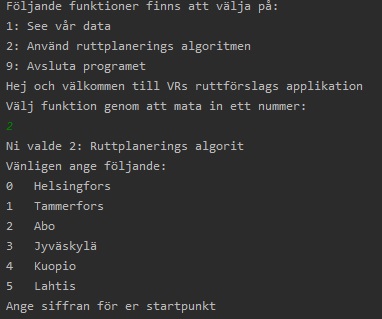 Följande funktioner finns att välja på:
1: See vår data
2: Använd ruttplanerings algoritmen
9: Avsluta programet
Hej och välkommen till VRs ruttförslags applikation
Välj funktion genom att mata in ett nummer:
2
Ni valde 2: Ruttplanerings algorit
Vänligen ange följande:
0 Helsingfors
1 Tammerfors
2 Abo
3 Jyväskylä
4 Kuopio
5 Lahtis
Ange siffran för er startpunkt